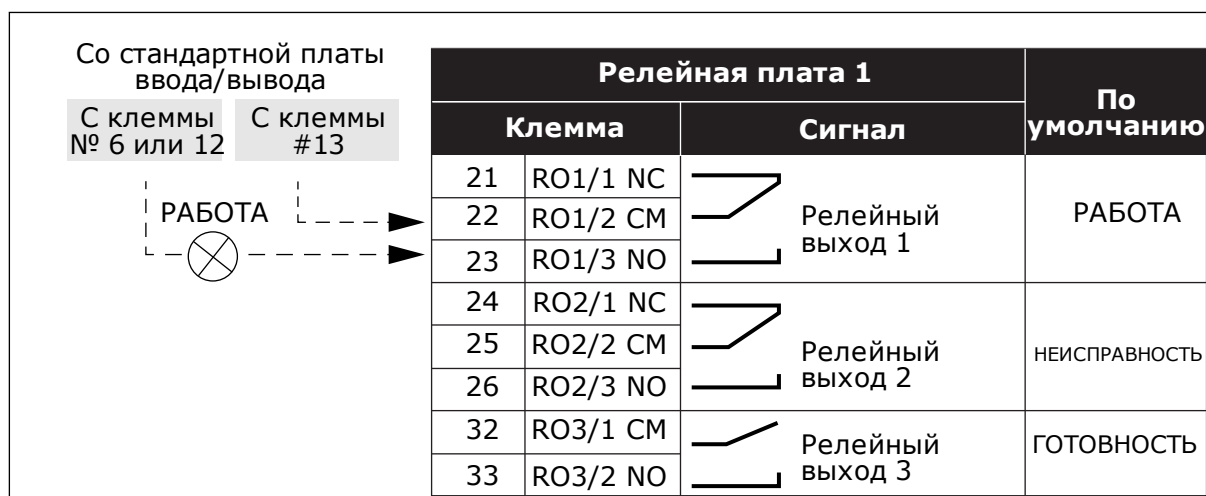 Со стандартной платы
ввода/вывода
С клеммы
№ 6 или 12
С клеммы
#13
РАБОТА
Релейная плата 1
По
умолчанию
Клемма
Сигнал
21 RO1/1 NC
22 RO1/2 CM
23 RO1/3 NO
Релейный
выход 1
РАБОТА
24 RO2/1 NC
25 RO2/2 CM
26 RO2/3 NO
Релейный
выход 2
НЕИСПРАВНОСТЬ
32 RO3/1 CM
33 RO3/2 NO
Релейный
выход 3
ГОТОВНОСТЬ